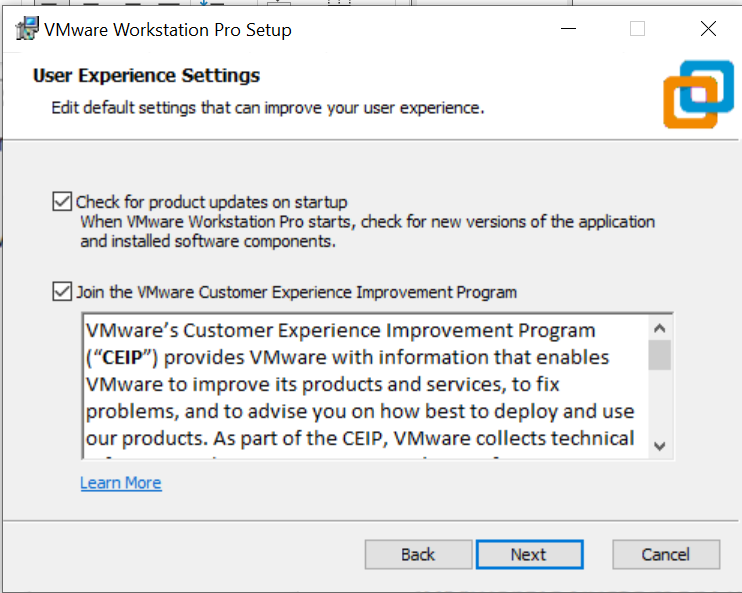 VMware Workstation Pro Setup
User Experience Settings
Edit default settings that can improve your user experience.
Check for product updates on startup
When VMware Workstation Pro starts, check for new versions of the application
and installed software components.
Join the VMware Customer Experience Improvement Program
VMware’s Customer Experience Improvement Program
(“CEIP”) provides VMware with information that enables
VMware to improve its products and services, to fix
problems, and to advise you on how best to deploy and use
our products. As part of the CEIP, VMware collects technical
Learn More
Back
Next
Cancel